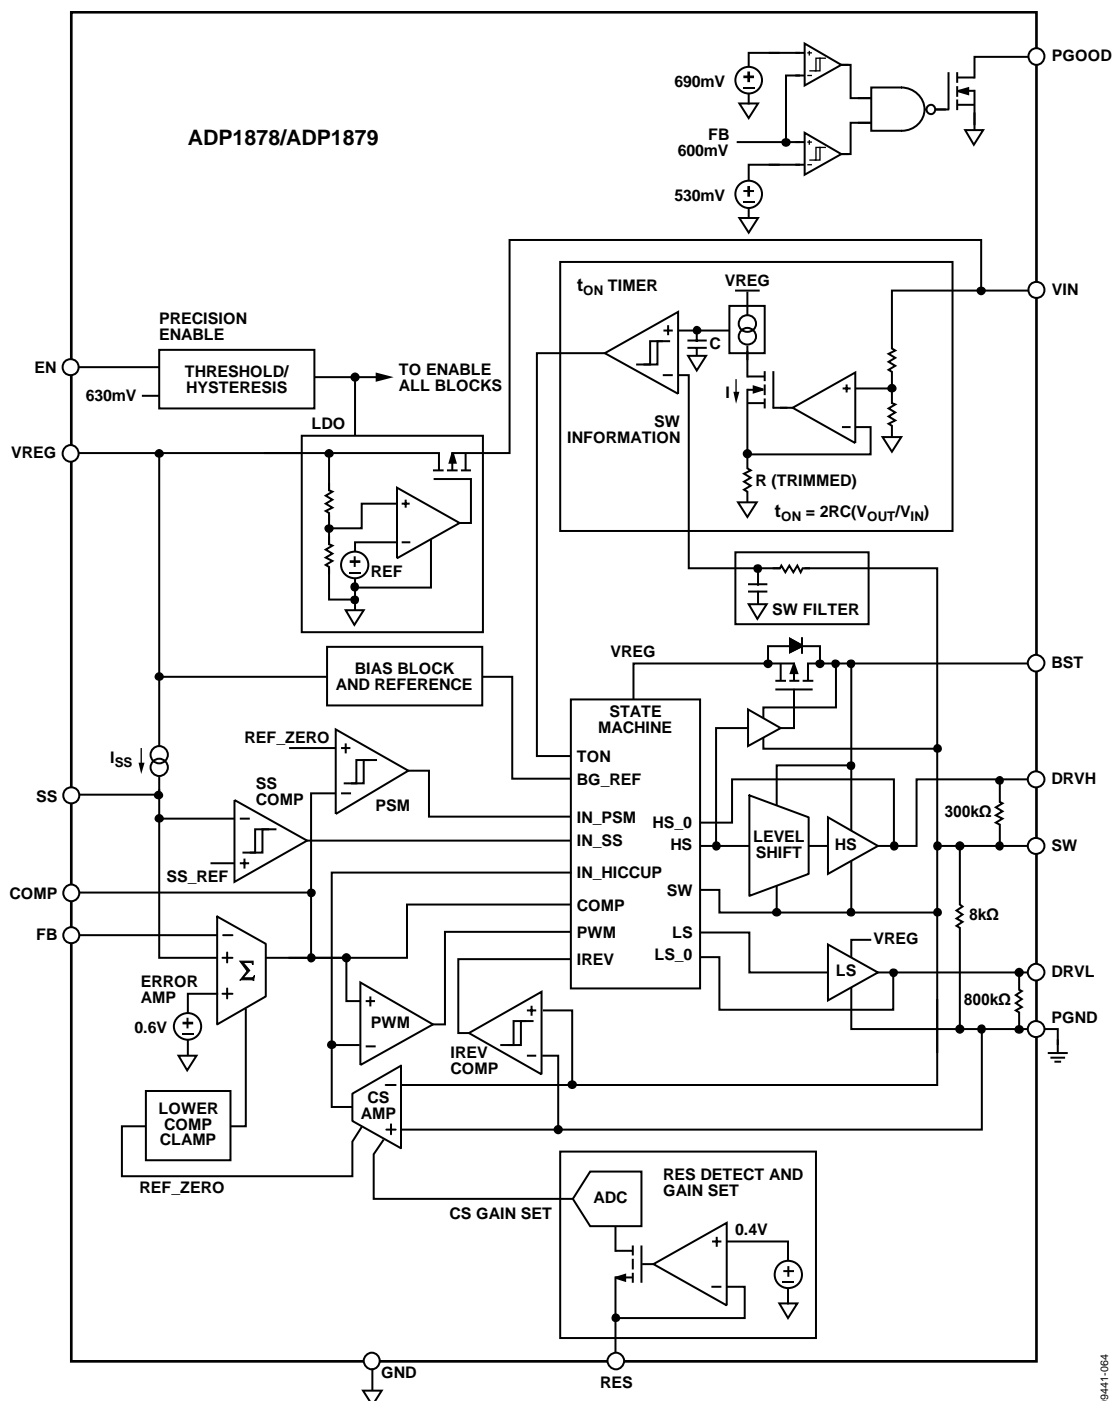 PGOOD
690mV
ADP1878/ADP1879
FB
600mV
530mV
tON TIMER
VREG
VIN
PRECISION
ENABLE
C
EN
THRESHOLD/
HYSTERESIS
TO ENABLE
ALL BLOCKS
630mV
I
LDO
SW
INFORMATION
VREG
R (TRIMMED)
tON = 2RC(VOUT/VIN)
REF
SW FILTER
VREG
BST
BIAS BLOCK
AND REFERENCE
STATE
MACHINE
REF_ZERO
ISS
TON
BG_REF
DRVH
SS
SS
COMP
PSM
IN_PSM
HS_0
300kΩ
IN_SS
HS
LEVEL
SHIFT
HS
SW
SS_REF
IN_HICCUP
COMP
SW
COMP
8kΩ
FB
PWM
LS
VREG
Σ
IREV
LS_0
LS
DRVL
ERROR
AMP
800kΩ
0.6V
PWM
PGND
IREV
COMP
CS
AMP
LOWER
COMP
CLAMP
REF_ZERO
RES DETECT AND
GAIN SET
ADC
CS GAIN SET
0.4V
GND
RES
09441-064